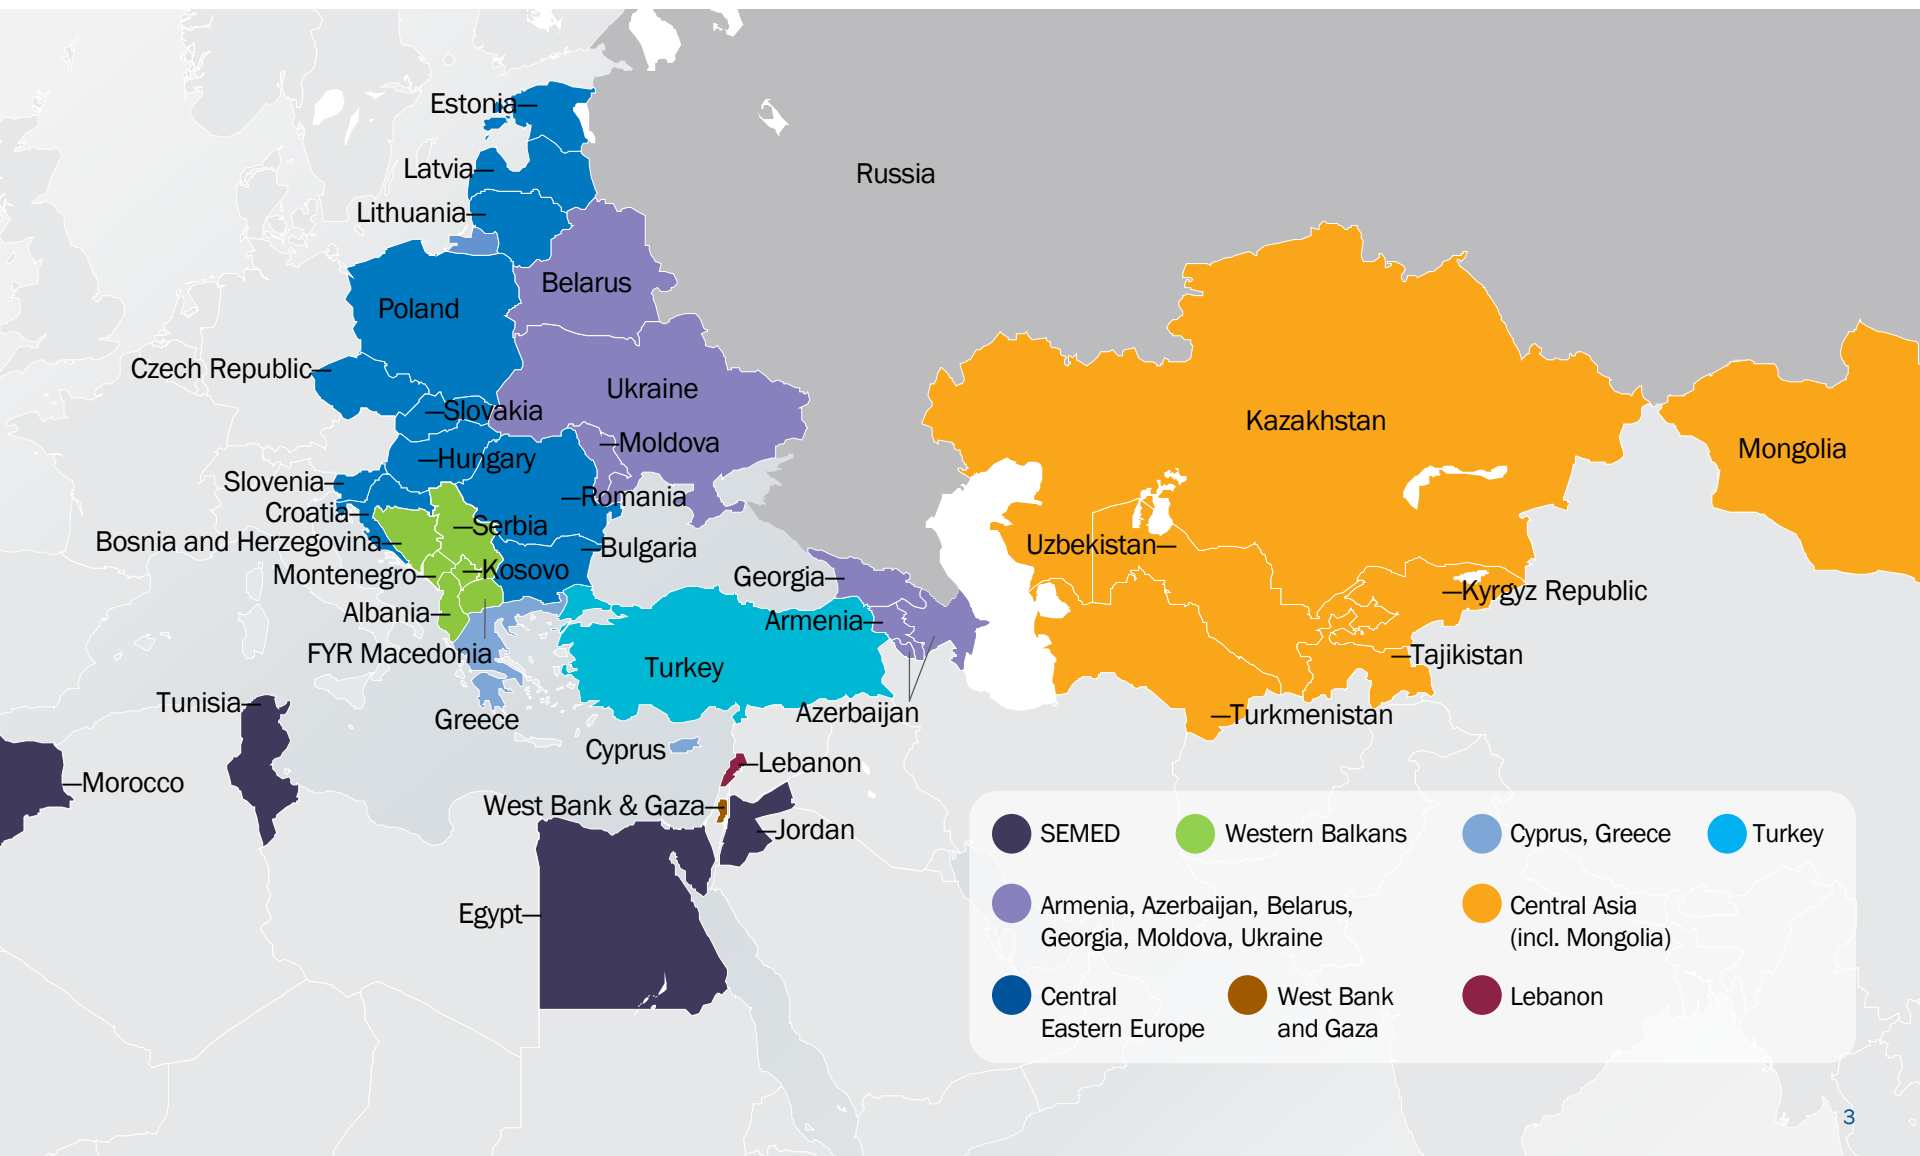 Estonia
Latvia
Russia
Lithuania
Belarus
Poland
Czech Republic
Ukraine
Slovakia
Kazakhstan
Moldova
Mongolia
Hungary
Slovenia
Romania
Croatia
Serbia
Bosnia and Herzegovina
Uzbekistan
Bulgaria
Kosovo
Montenegro
Georgia
Kyrgyz Republic
Albania
Armenia
FYR Macedonia
Tajikistan
Turkey
Tunisia
Azerbaijan
Turkmenistan
Greece
Cyprus
Lebanon
Morocco
West Bank & Gaza
Jordan
Egypt
SEMED
Western Balkans
Cyprus, Greece
Turkey
Armenia, Azerbaijan, Belarus,
Georgia, Moldova, Ukraine
Central Asia
(incl. Mongolia)
Central
Eastern Europe
West Bank
and Gaza
Lebanon
3